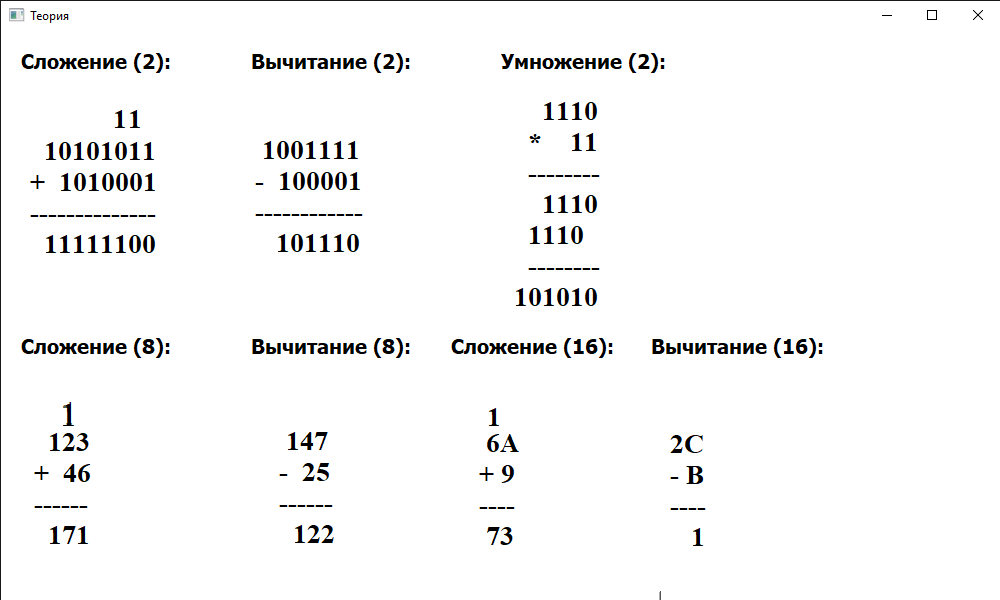 Теория
Сложение (2):
Вычитание (2):
Умножение (2):
11
10101011
+ 1010001
--------------
11111100
1001111
- 100001
------------
101110
1110
* 11
--------
1110
1110
--------
101010
Сложение (8):
Вычитание (8):
Сложение (16):
Вычитание (16):
1
123
+ 46
------
171
147
- 25
------
122
1
6A
+ 9
----
73
2C
- B
----
1